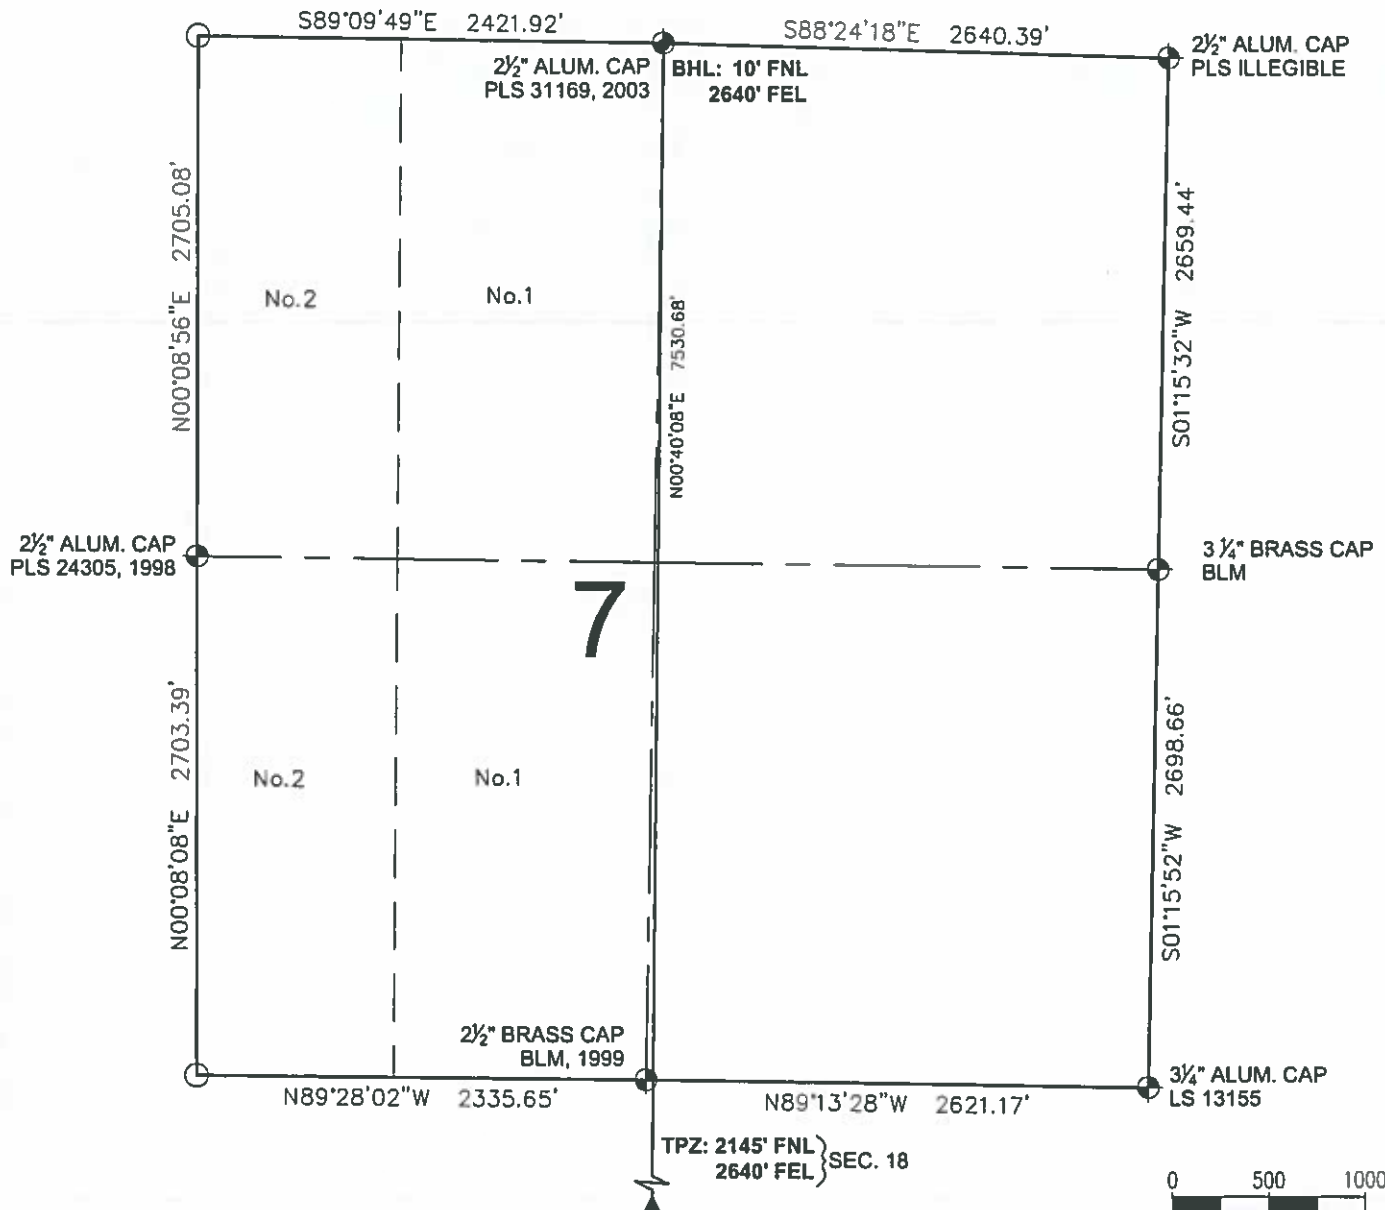 S89°09'49"E 2421.92'
S88°24'18"E 2640.39'
2½" ALUM. CAP
PLS ILLEGIBLE
2½" ALUM. CAP
PLS 31169, 2003
BHL: 10' FNL
2640' FEL
N00°08'56"E 2705.08'
S01°15'32"W 2659.44'
No.2
No.1
N00°40'08"E 7530.68'
2½" ALUM. CAP
PLS 24305, 1998
3 ¼" BRASS CAP
BLM
7
N00°08'08"E 2703.39'
S01°15'52"W 2698.66'
No.2
No.1
2½" BRASS CAP
BLM, 1999
3¼" ALUM. CAP
LS 13155
N89°28'02"W 2335.65'
N89°13'28"W 2621.17'
TPZ: 2145' FNL
2640' FEL
SEC. 18
0 500 1000